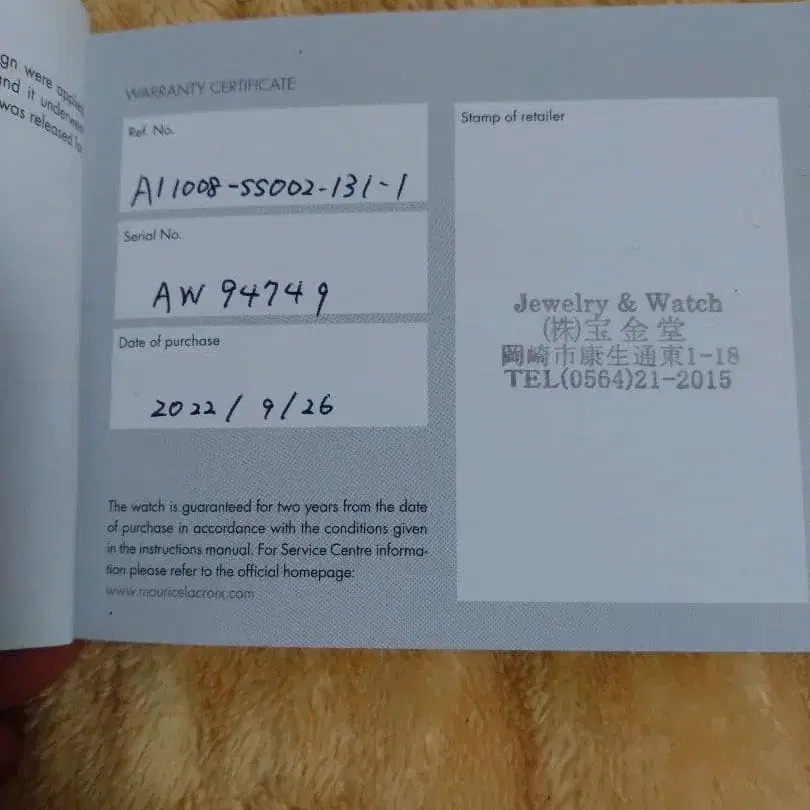 gn were applied
nd it underwent
was released
WARRANTY CERTIFICATE
Ref. No.
AI1008-SS002-131-1
Serial No.
AW 94749
Date of purchase
2022/9/26
The watch is guaranteed for two years from the date
of purchase in accordance with the conditions given
in the instructions manual. For Service Centre informa-
tion please refer to the official homepage:
www.mauricelacroix.com
Stamp of retailer
Jewelry & Watch
(株)宝金堂
岡崎市康生通東1-18
TEL(0564)21-2015